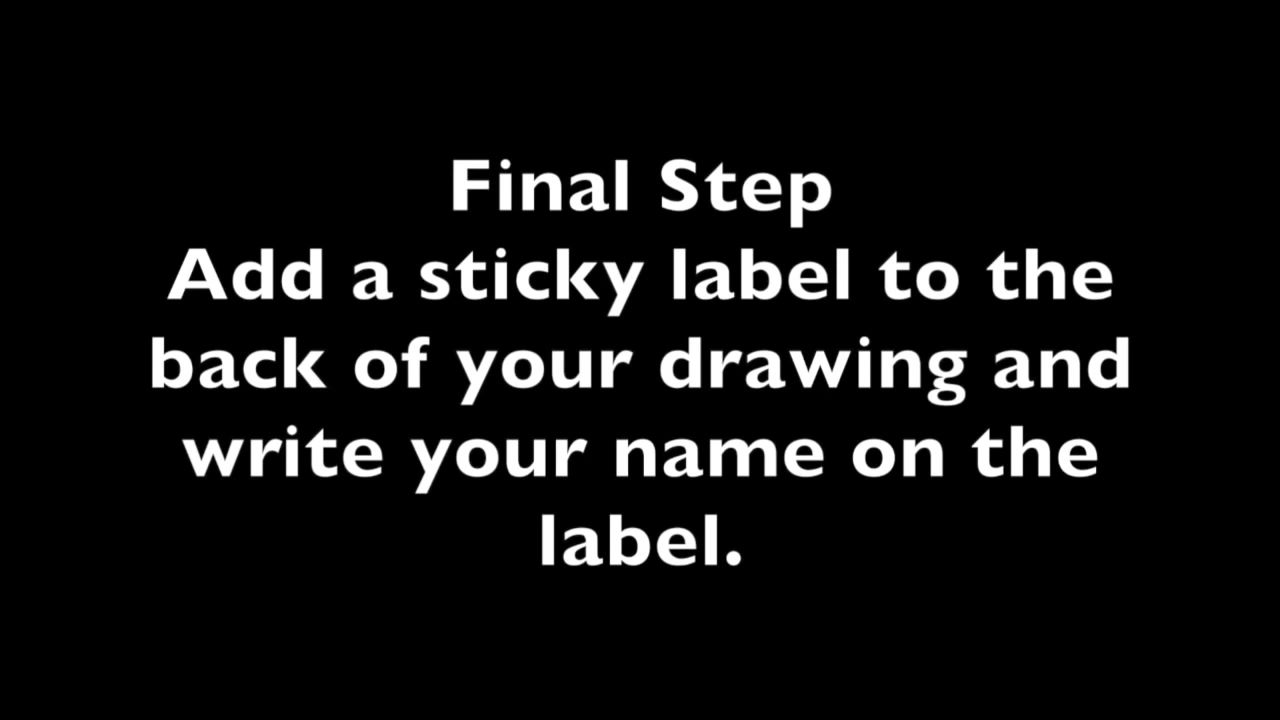 Final Step
Add a sticky label to the
back of your drawing and
write your name on the
label.